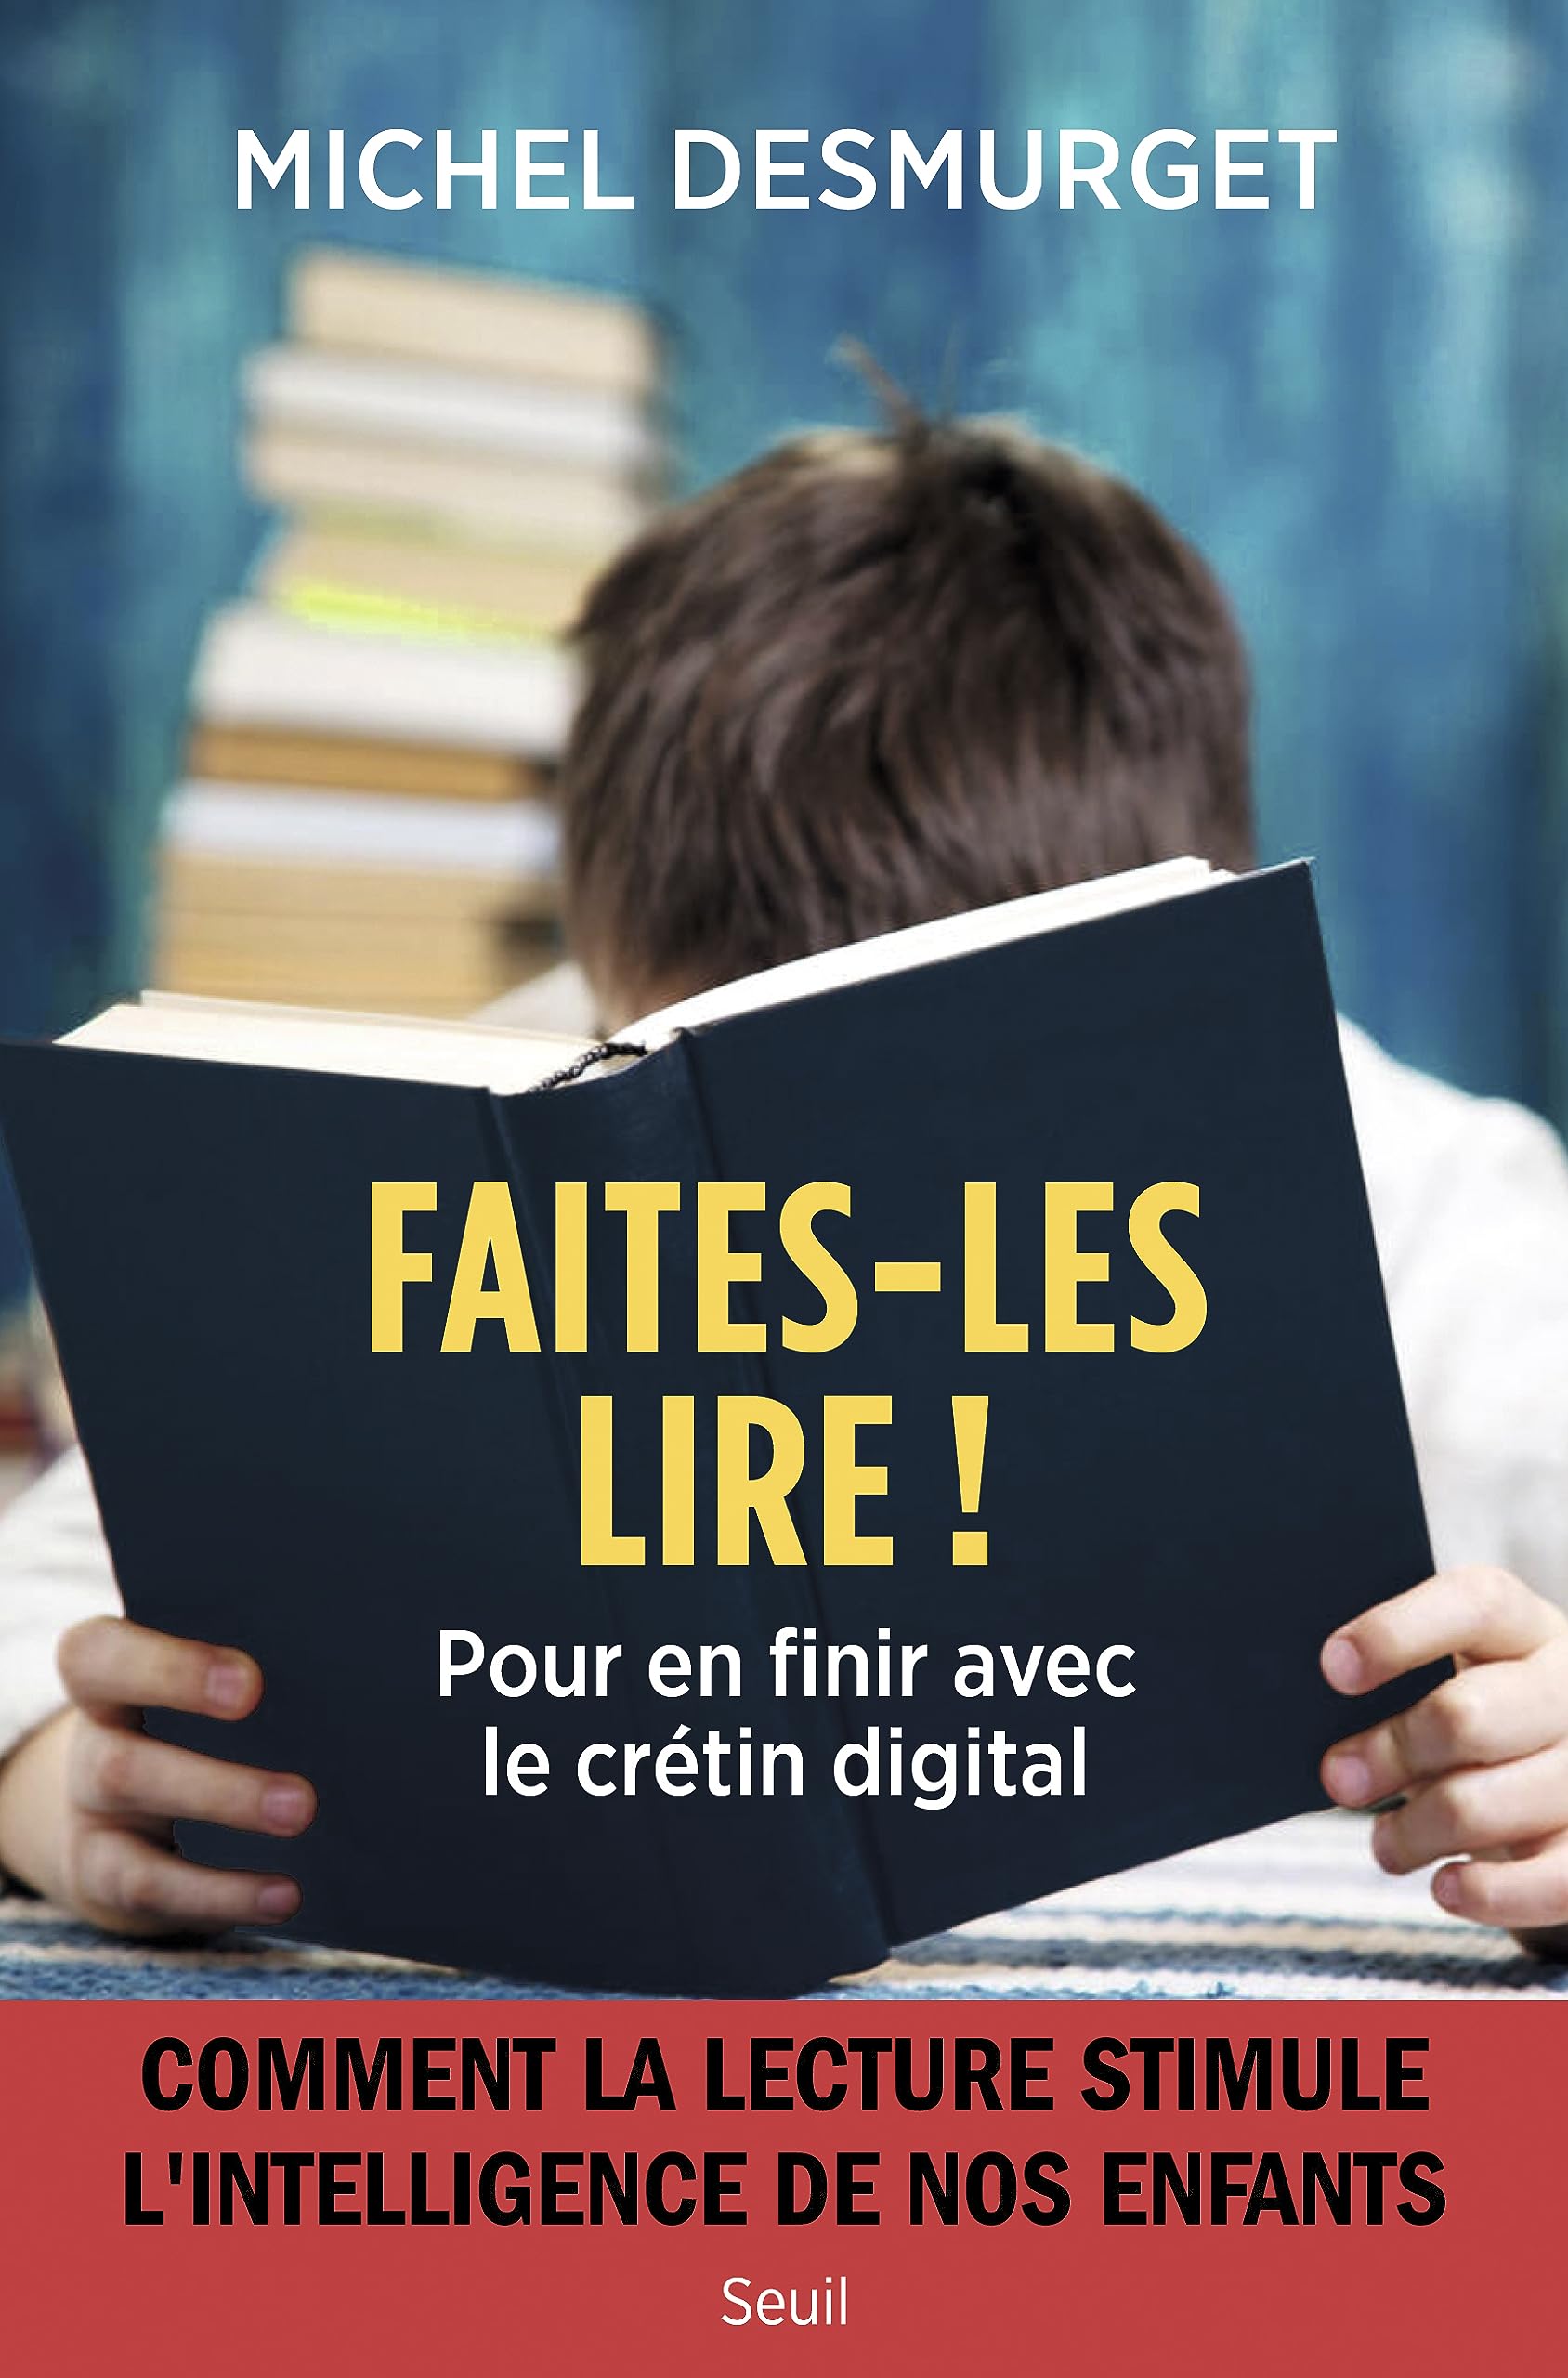 MICHEL DESMURGET
FAITES-LES
LIRE !
Pour en finir avec
le crétin digital
COMMENT LA LECTURE STIMULE
L'INTELLIGENCE DE NOS ENFANTS
Seuil